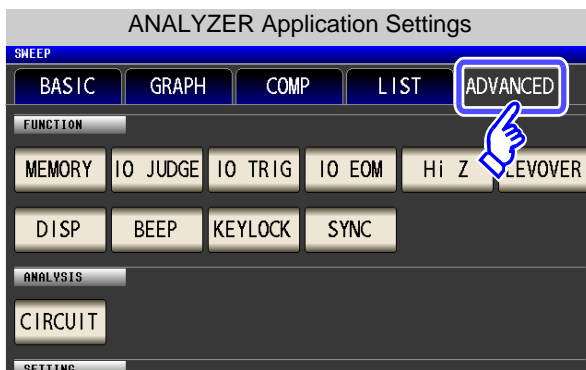 ANALYZER Application Settings
SWEEP
BASIC GRAPH COMP LIST ADVANCED
FUNCTION
MEMORY IO JUDGE IO TRIG IO EOM Hi Z LEVOVER
DISP BEEP KEYLOCK SYNC
ANALYSIS
CIRCUIT
SETTING